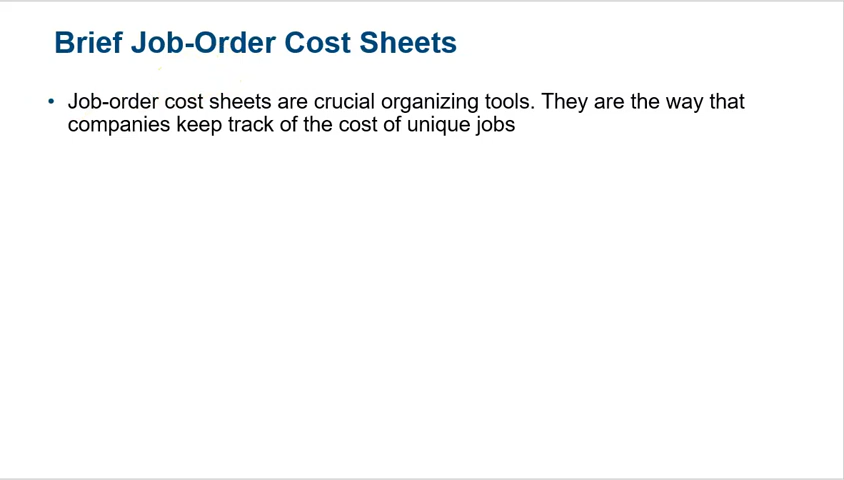 Brief Job-Order Cost Sheets
• Job-order cost sheets are crucial organizing tools. They are the way that
companies keep track of the cost of unique jobs